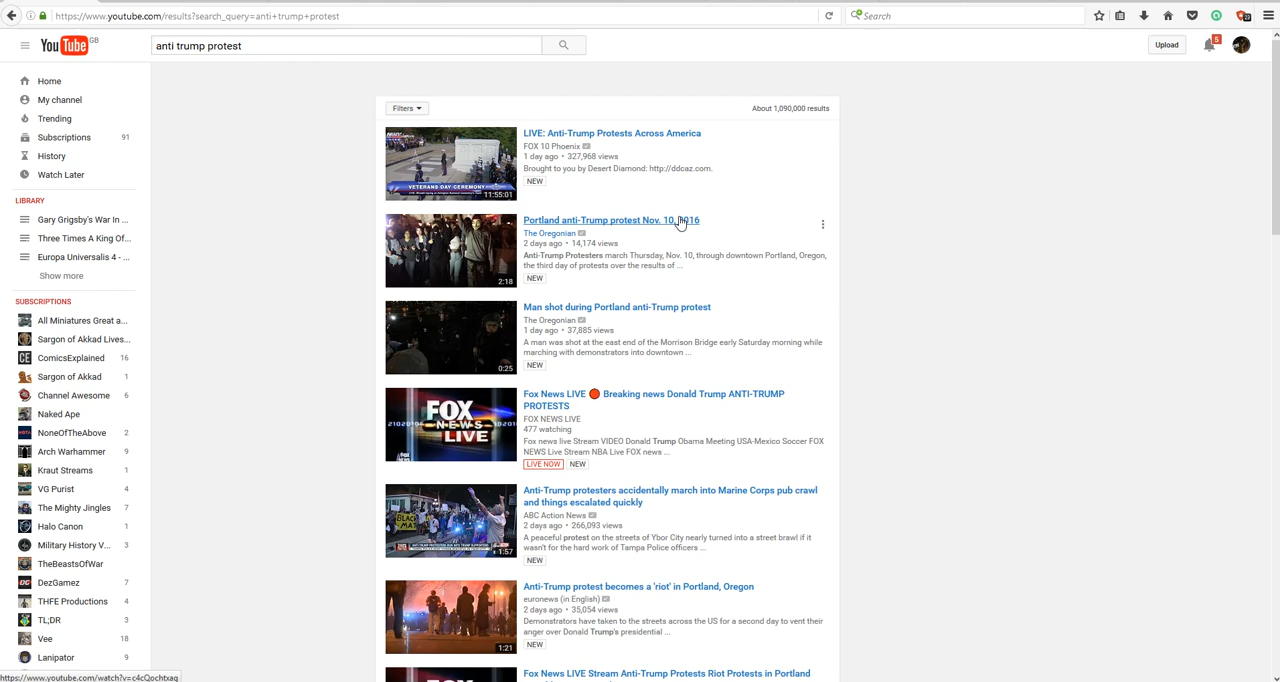 https://www.youtube.com/results?search_query=anti+trump+protest
Search
YouTube GB
anti trump protest
Upload
5
Home
My channel
Trending
Subscriptions 91
History
Watch Later
LIBRARY
Gary Grigsby's War In ...
Three Times A King Of...
Europa Universalis 4 - ...
Show more
SUBSCRIPTIONS
All Miniatures Great a...
Sargon of Akkad Lives...
ComicsExplained 16
Sargon of Akkad 1
Channel Awesome 6
Naked Ape
NoneOfTheAbove 2
Arch Warhammer 9
Kraut Streams 1
VG Purist 4
The Mighty Jingles 7
Halo Canon 1
Military History V... 3
TheBeastsOfWar
DezGamez 7
THFE Productions 4
TL;DR 3
Vee 18
Lanipator 9
https://www.youtube.com/watch?v=c4cQochtxag
Filters
About 1,090,000 results
LIVE: Anti-Trump Protests Across America
FOX 10 Phoenix
1 day ago • 327,968 views
Brought to you by Desert Diamond: http://ddcaz.com.
NEW
VETERANS DAY CEREMONY
11:55:01
Portland anti-Trump protest Nov. 10, 2016
The Oregonian
2 days ago • 14,174 views
Anti-Trump Protesters march Thursday, Nov. 10, through downtown Portland, Oregon,
the third day of protests over the results of ...
NEW
2:18
Man shot during Portland anti-Trump protest
The Oregonian
1 day ago • 37,885 views
A man was shot at the east end of the Morrison Bridge early Saturday morning while
marching with demonstrators into downtown ...
NEW
0:25
Fox News LIVE 🔴 Breaking news Donald Trump ANTI-TRUMP
PROTESTS
FOX NEWS LIVE
477 watching
Fox news live Stream VIDEO Donald Trump Obama Meeting USA-Mexico Soccer FOX
NEWS Live Stream NBA Live FOX news ...
LIVE NOW NEW
FOX
NEWS
LIVE
Anti-Trump protesters accidentally march into Marine Corps pub crawl
and things escalated quickly
ABC Action News
2 days ago • 266,093 views
A peaceful protest on the streets of Ybor City nearly turned into a street brawl if it
wasn't for the hard work of Tampa Police officers ...
NEW
BLACK
1:57
Anti-Trump protest becomes a 'riot' in Portland, Oregon
euronews (in English)
2 days ago • 35,054 views
Demonstrators have taken to the streets across the US for a second day to vent their
anger over Donald Trump's presidential ...
NEW
1:21
Fox News LIVE Stream Anti-Trump Protests Riot Protests in Portland